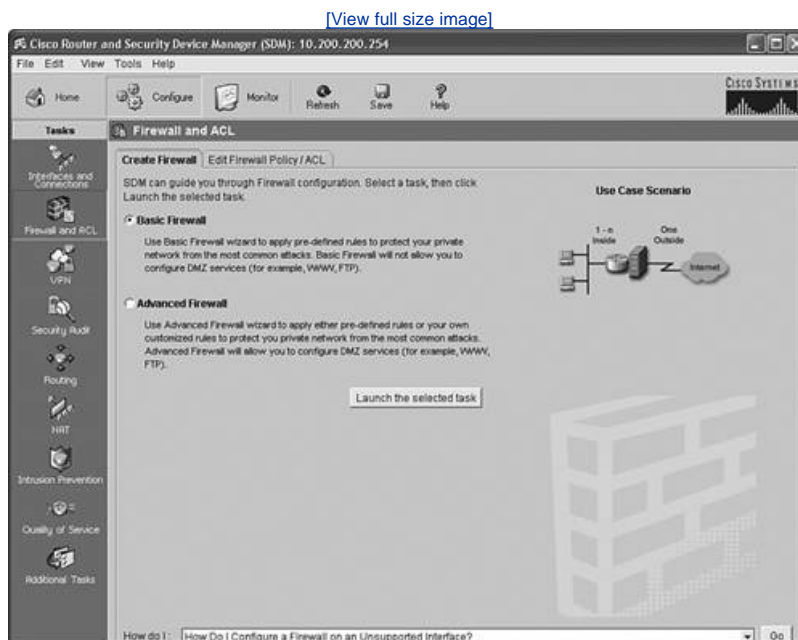 [View full size image]
Cisco Router and Security Device Manager (SDM): 10.200.200.254
File Edit View Tools Help
Home Configure Monitor Refresh Save Help
CISCO SYSTEMS
Tasks
Firewall and ACL
Interfaces and
Connections
Firewall and ACL
VPN
Security Audit
Routing
NAT
Intrusion Prevention
Quality of Service
Additional Tasks
Create Firewall Edit Firewall Policy / ACL
SDM can guide you through Firewall configuration. Select a task, then click
Launch the selected task.
Basic Firewall
Use Basic Firewall wizard to apply pre-defined rules to protect your private
network from the most common attacks. Basic Firewall will not allow you to
configure DMZ services (for example, WWW, FTP).
Advanced Firewall
Use Advanced Firewall wizard to apply either pre-defined rules or your own
customized rules to protect you private network from the most common attacks.
Advanced Firewall will allow you to configure DMZ services (for example, WWW,
FTP).
Launch the selected task
Use Case Scenario
1 - n
Inside
One
Outside
Internet
How do I: How Do I Configure a Firewall on an Unsupported Interface? Go